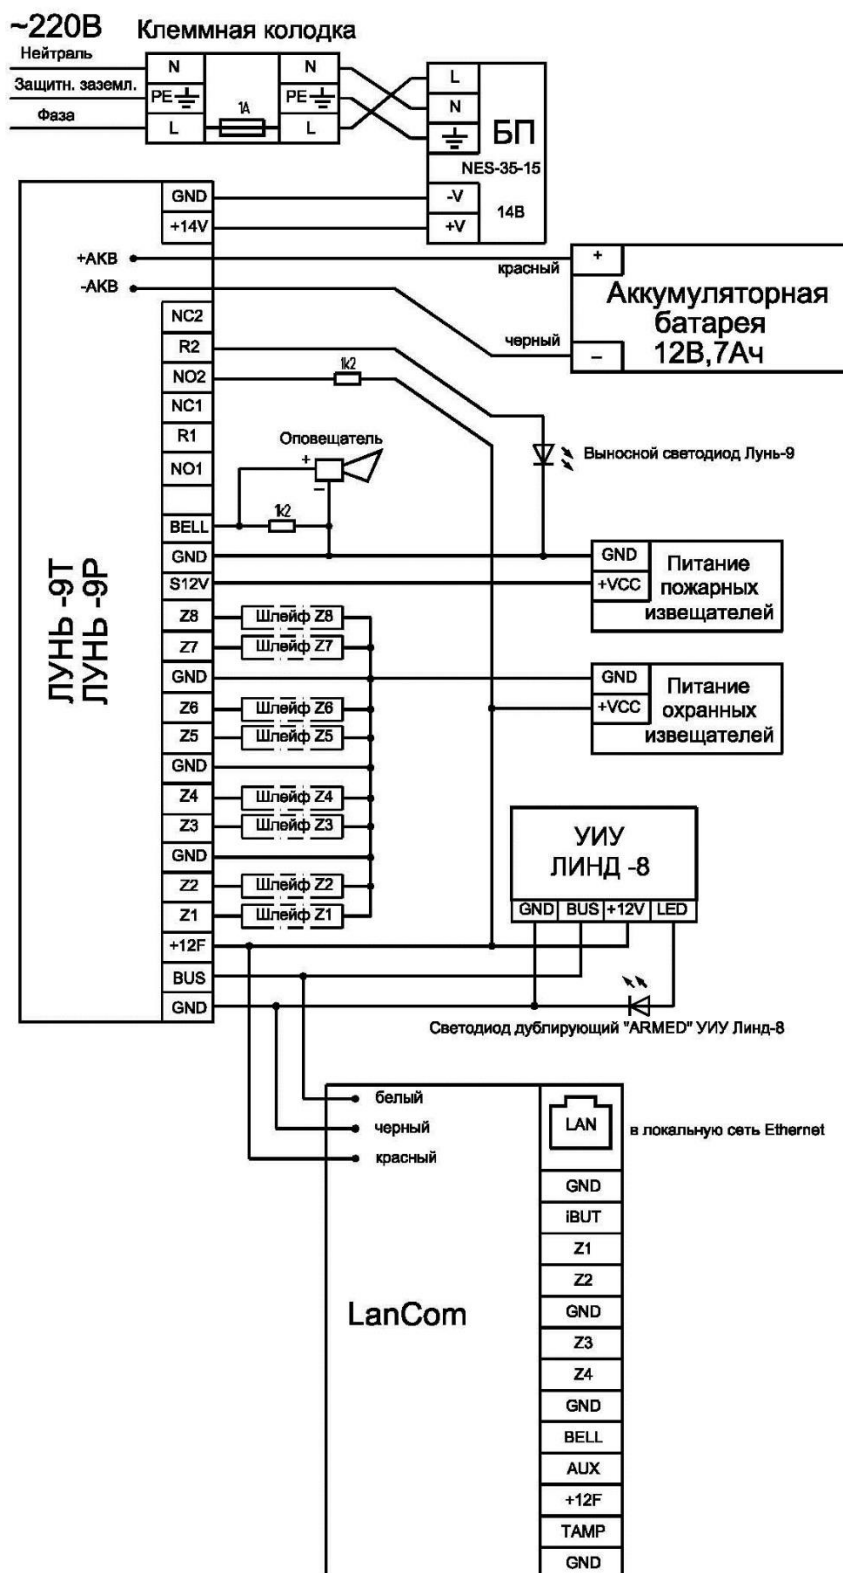 ~220В
Клеммная колодка
Нейтраль
Защитн. заземл.
Фаза
N
PE
L
1А
N
PE
L
L
N
БП
NES-35-15
-V
+V
14В
GND
+14V
+АКВ
-АКВ
NC2
R2
NO2
NC1
R1
NO1
BELL
GND
S12V
Z8
Z7
GND
Z6
Z5
GND
Z4
Z3
GND
Z2
Z1
+12F
BUS
GND
ЛУНЬ -9Т
ЛУНЬ -9Р
красный
черный
+
–
Аккумуляторная
батарея
12В,7Ач
1k2
Оповещатель
+
–
1k2
Выносной светодиод Лунь-9
GND
+VCC
Питание
пожарных
извещателей
Шлейф Z8
Шлейф Z7
GND
+VCC
Питание
охранных
извещателей
Шлейф Z6
Шлейф Z5
Шлейф Z4
Шлейф Z3
Шлейф Z2
Шлейф Z1
УИУ
ЛИНД -8
GND
BUS
+12V
LED
Светодиод дублирующий "ARMED" УИУ Линд-8
белый
черный
красный
LanCom
LAN
в локальную сеть Ethernet
GND
iBUT
Z1
Z2
GND
Z3
Z4
GND
BELL
AUX
+12F
TAMP
GND